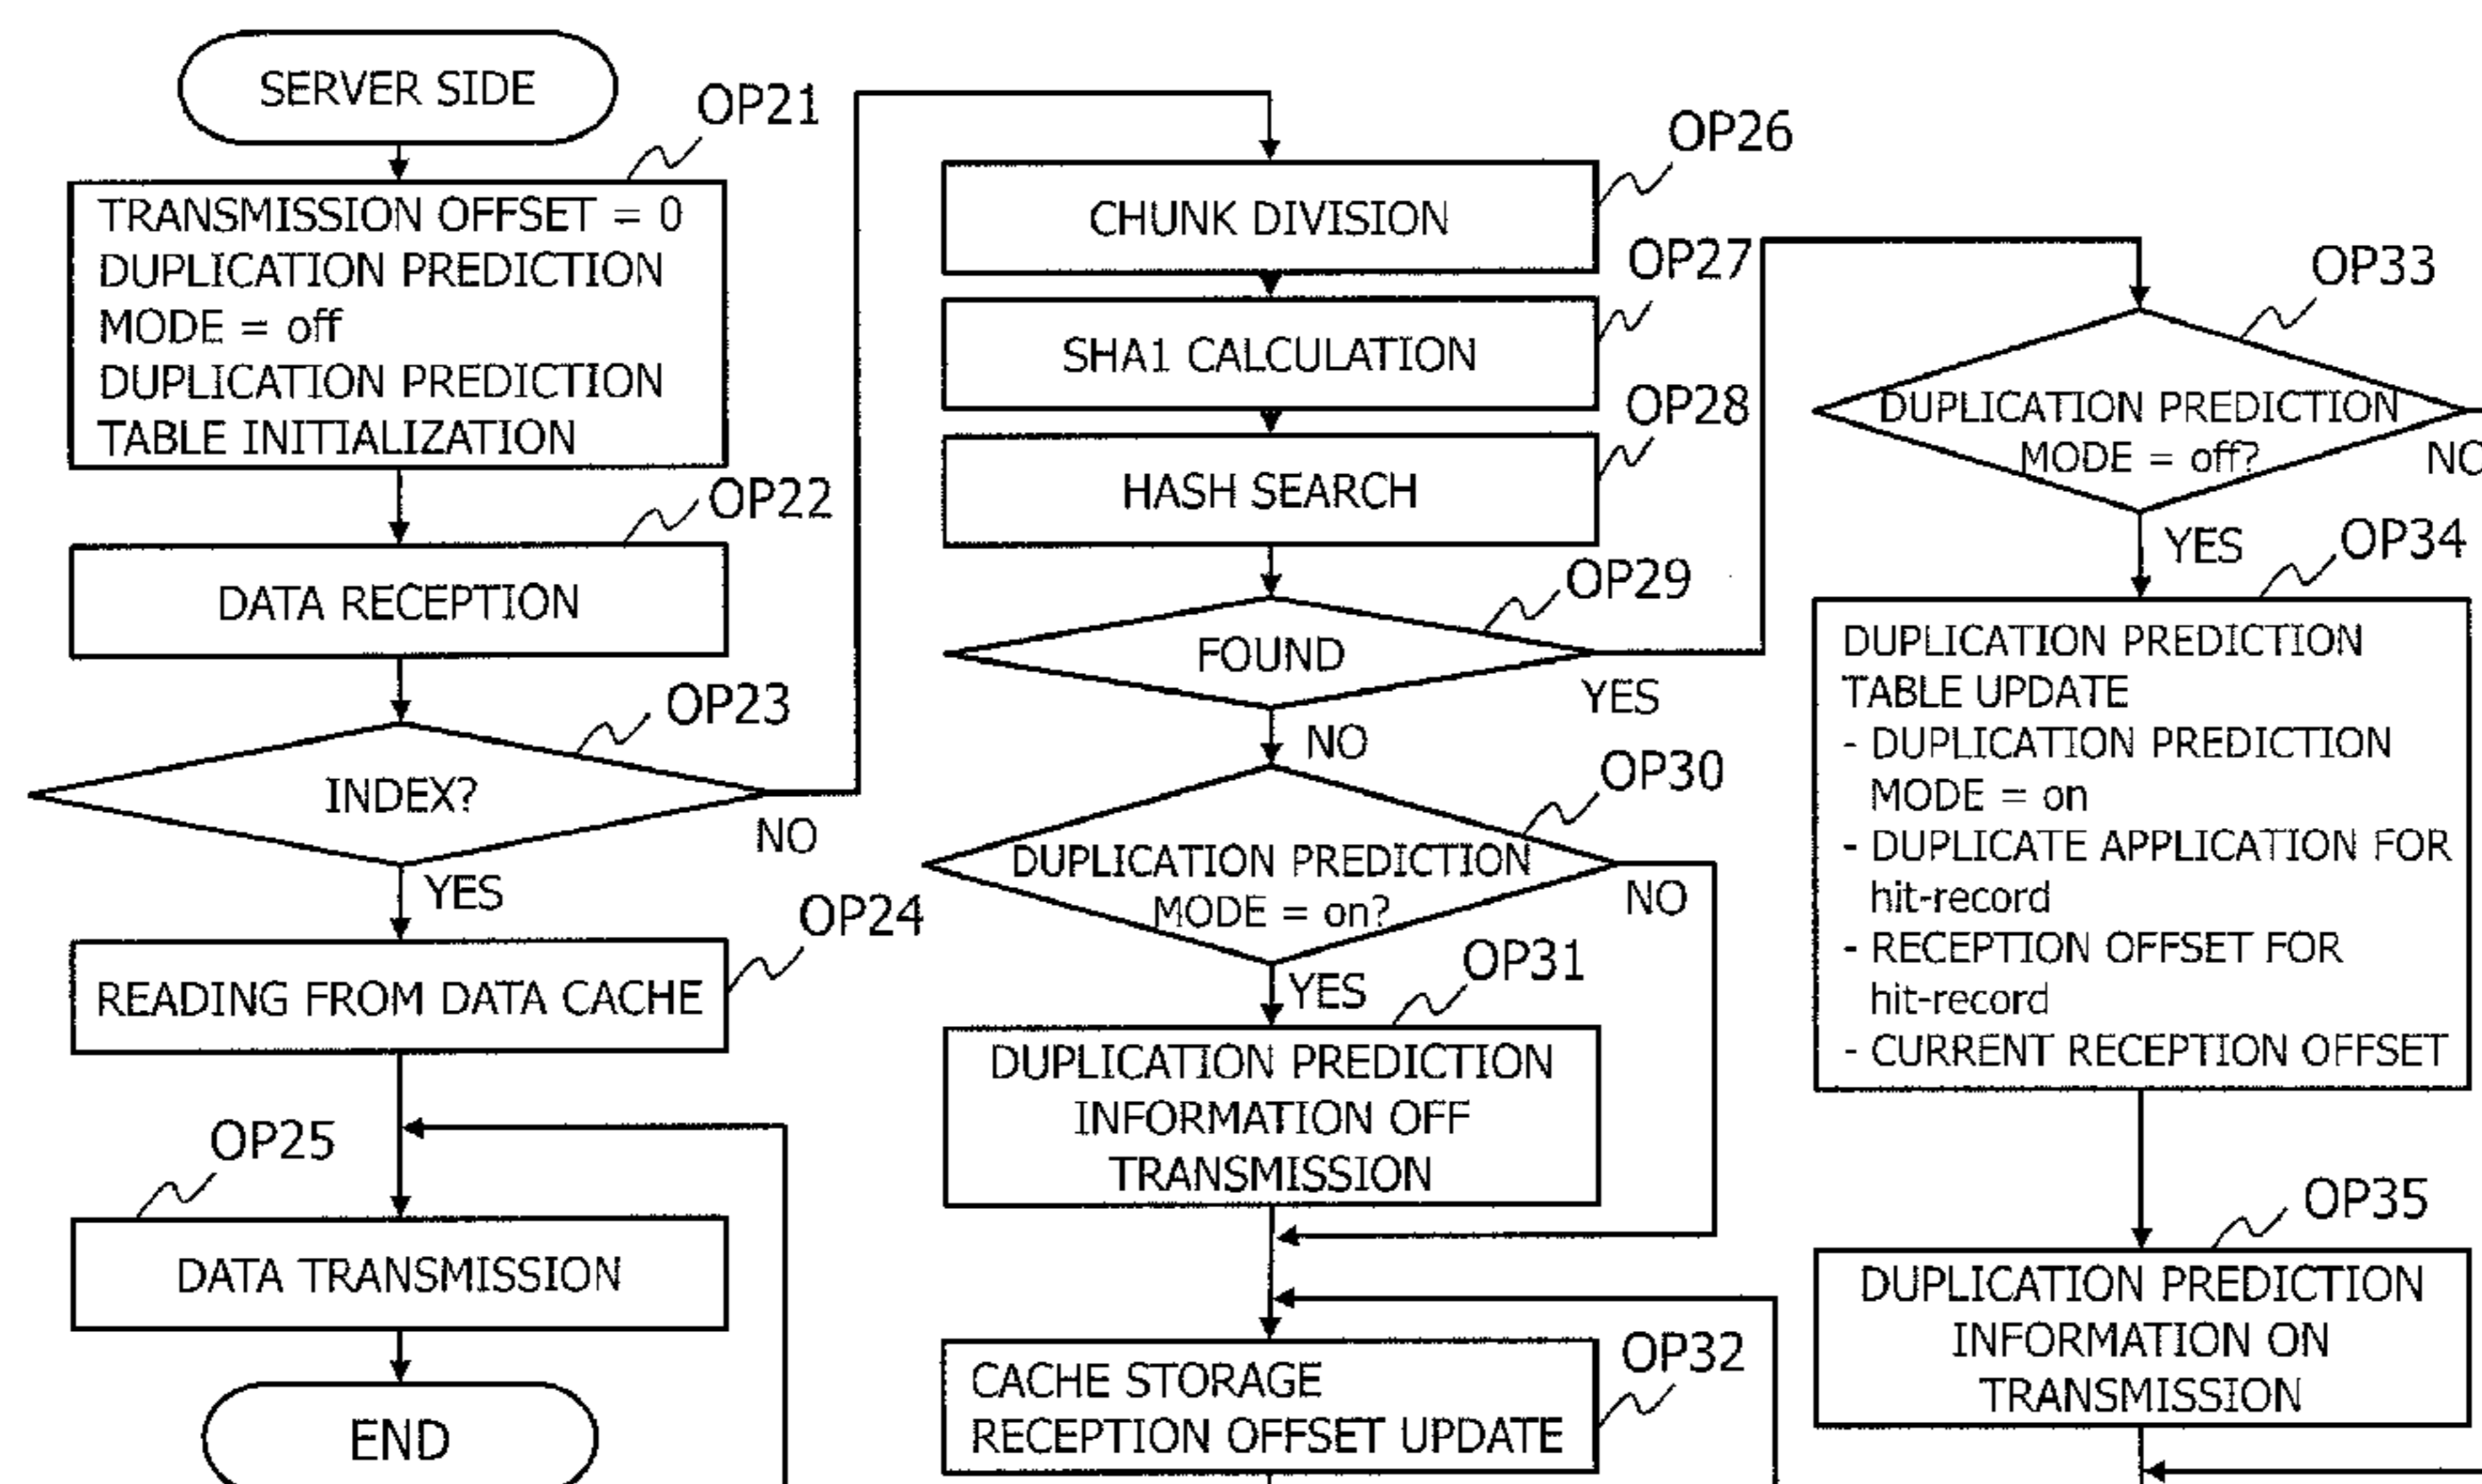 SERVER SIDE
OP21
TRANSMISSION OFFSET = 0
DUPLICATION PREDICTION
MODE = off
DUPLICATION PREDICTION
TABLE INITIALIZATION
OP22
DATA RECEPTION
OP23
INDEX?
NO
YES
OP24
READING FROM DATA CACHE
OP25
DATA TRANSMISSION
END
OP26
CHUNK DIVISION
OP27
SHA1 CALCULATION
OP28
HASH SEARCH
OP29
FOUND
YES
NO
OP30
DUPLICATION PREDICTION
MODE = on?
NO
YES
OP31
DUPLICATION PREDICTION
INFORMATION OFF
TRANSMISSION
OP32
CACHE STORAGE
RECEPTION OFFSET UPDATE
OP33
DUPLICATION PREDICTION
MODE = off?
NO
YES
OP34
DUPLICATION PREDICTION
TABLE UPDATE
- DUPLICATION PREDICTION
MODE = on
- DUPLICATE APPLICATION FOR
hit-record
- RECEPTION OFFSET FOR
hit-record
- CURRENT RECEPTION OFFSET
OP35
DUPLICATION PREDICTION
INFORMATION ON
TRANSMISSION